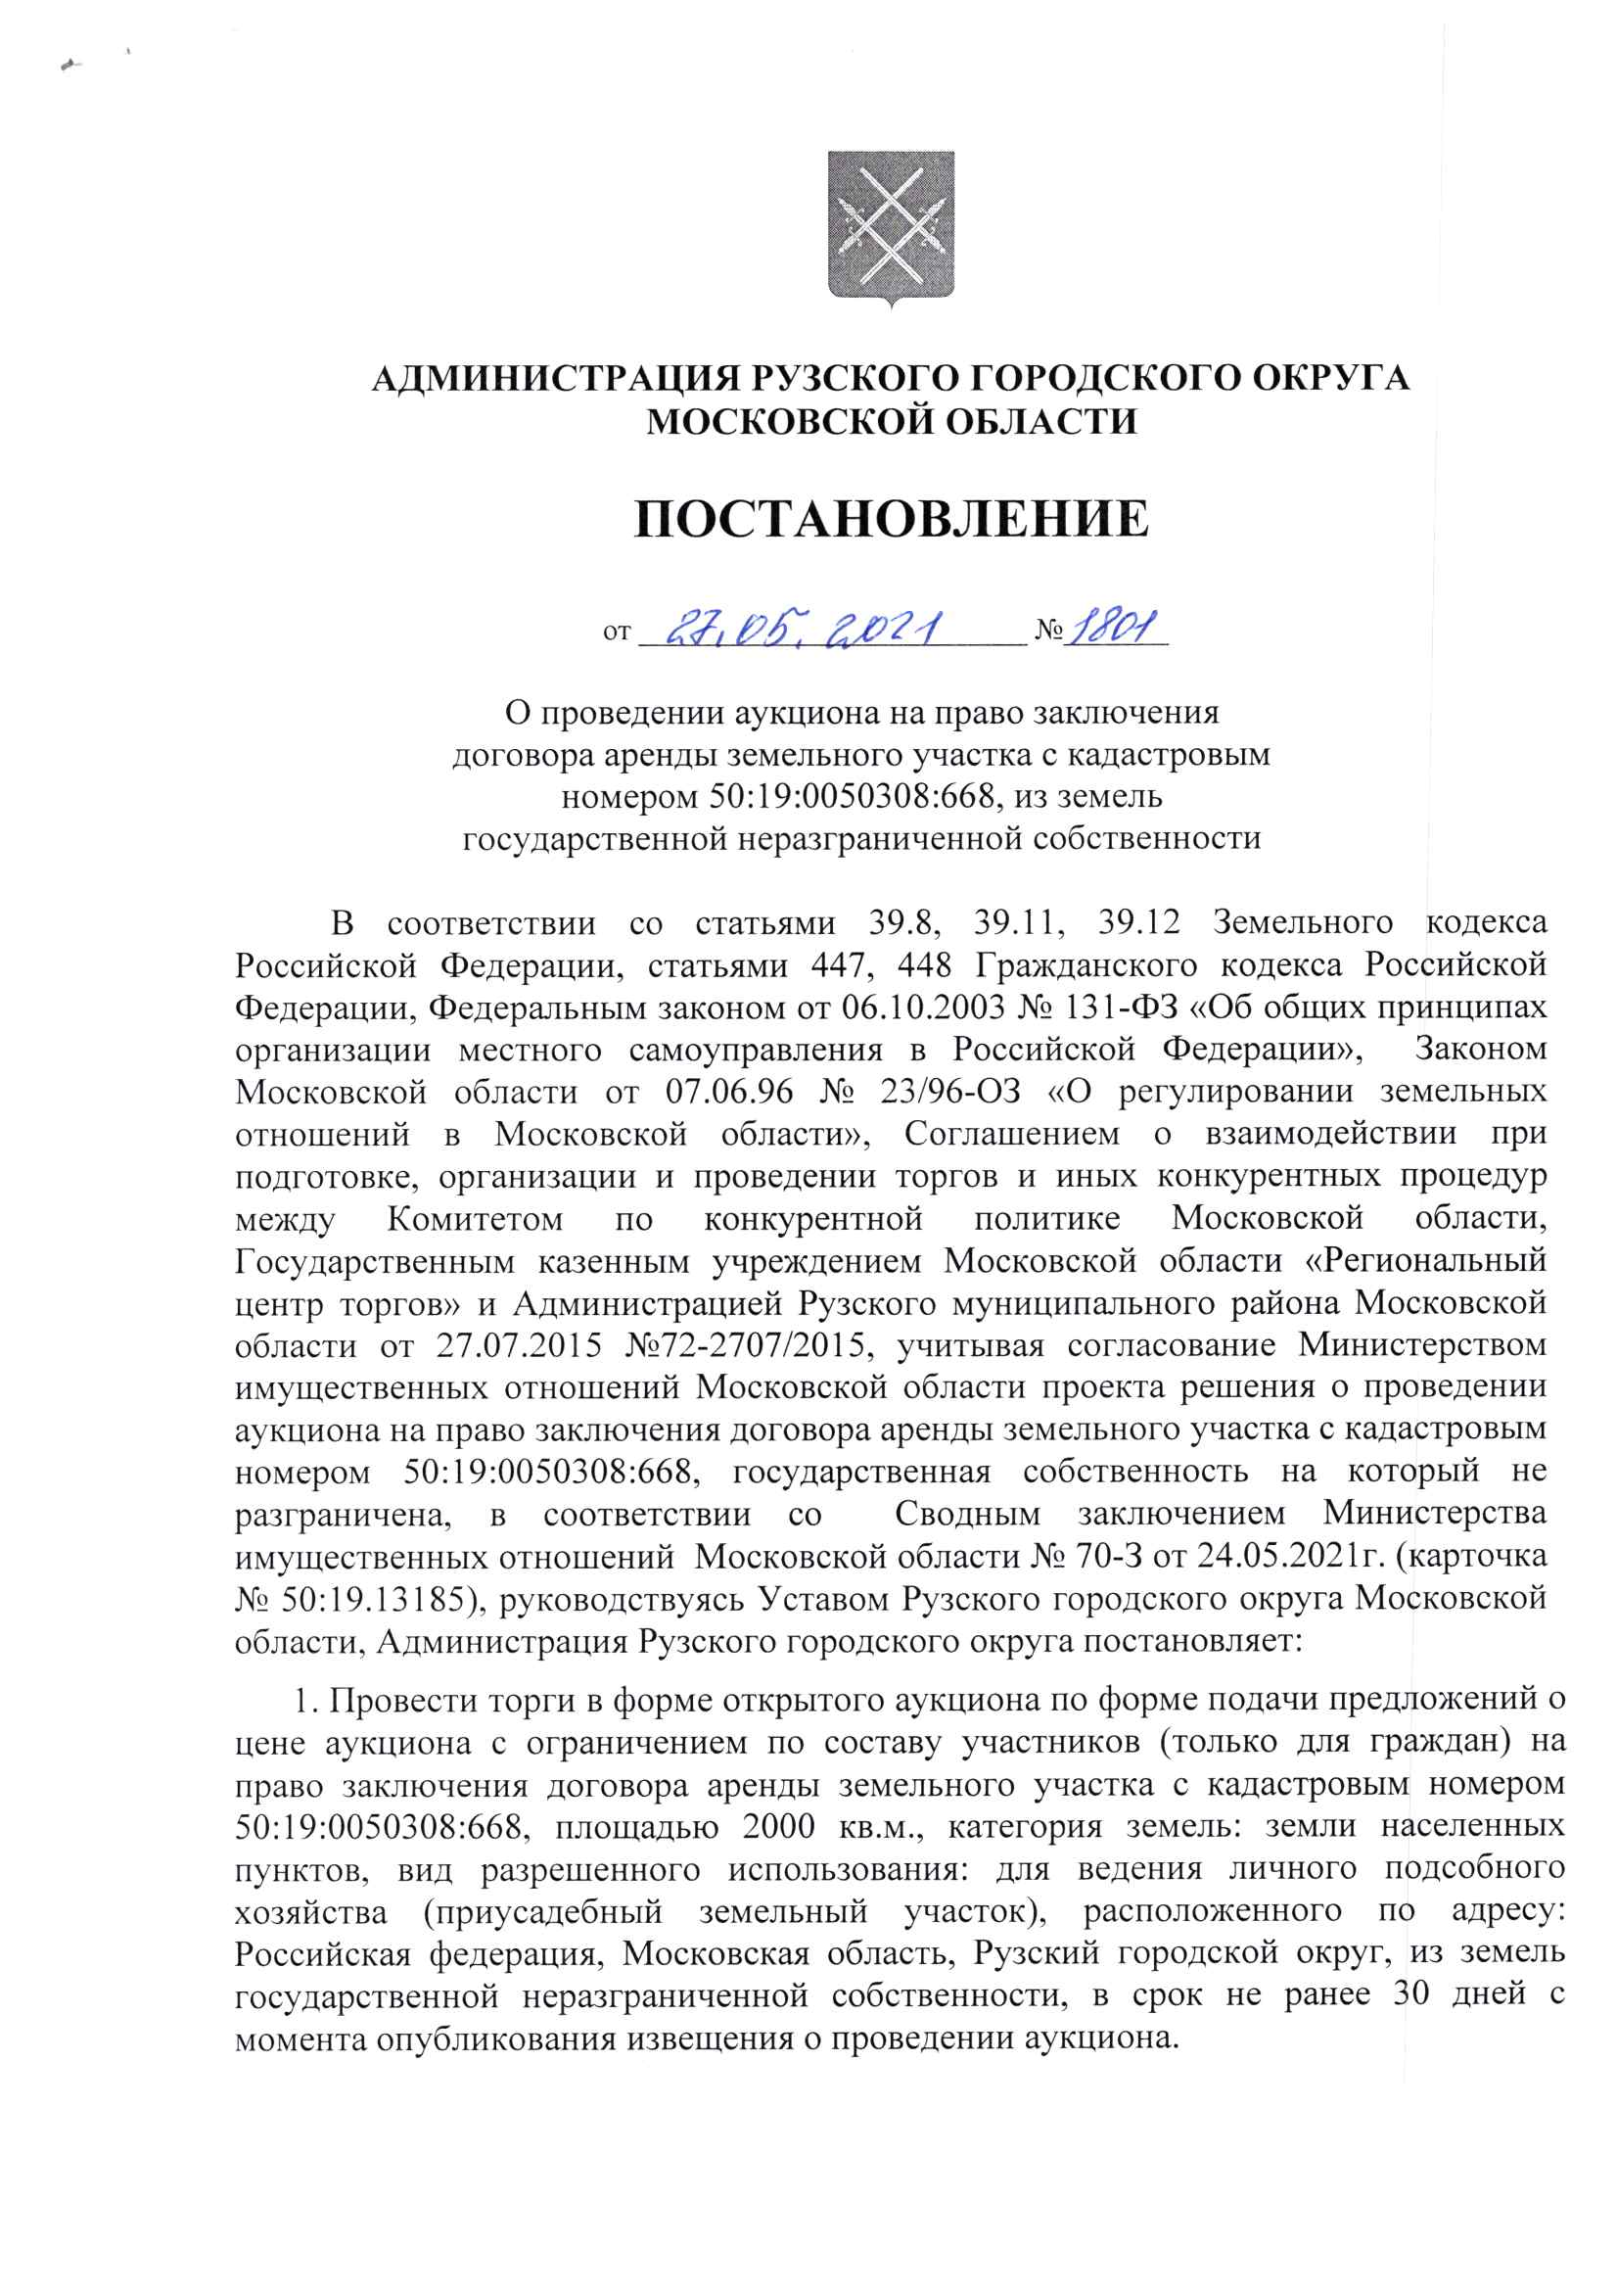 АДМИНИСТРАЦИЯ РУЗСКОГО ГОРОДСКОГО ОКРУГА
МОСКОВСКОЙ ОБЛАСТИ
ПОСТАНОВЛЕНИЕ
от 27.05.2021 №1801
О проведении аукциона на право заключения
договора аренды земельного участка с кадастровым
номером 50:19:0050308:668, из земель
государственной неразграниченной собственности
В соответствии со статьями 39.8, 39.11, 39.12 Земельного кодекса
Российской Федерации, статьями 447, 448 Гражданского кодекса Российской
Федерации, Федеральным законом от 06.10.2003 № 131-ФЗ «Об общих принципах
организации местного самоуправления в Российской Федерации», Законом
Московской области от 07.06.96 № 23/96-ОЗ «О регулировании земельных
отношений в Московской области», Соглашением о взаимодействии при
подготовке, организации и проведении торгов и иных конкурентных процедур
между Комитетом по конкурентной политике Московской области,
Государственным казенным учреждением Московской области «Региональный
центр торгов» и Администрацией Рузского муниципального района Московской
области от 27.07.2015 №72-2707/2015, учитывая согласование Министерством
имущественных отношений Московской области проекта решения о проведении
аукциона на право заключения договора аренды земельного участка с кадастровым
номером 50:19:0050308:668, государственная собственность на который не
разграничена, в соответствии со Сводным заключением Министерства
имущественных отношений Московской области № 70-З от 24.05.2021г. (карточка
№ 50:19.13185), руководствуясь Уставом Рузского городского округа Московской
области, Администрация Рузского городского округа постановляет:
1. Провести торги в форме открытого аукциона по форме подачи предложений о
цене аукциона с ограничением по составу участников (только для граждан) на
право заключения договора аренды земельного участка с кадастровым номером
50:19:0050308:668, площадью 2000 кв.м., категория земель: земли населенных
пунктов, вид разрешенного использования: для ведения личного подсобного
хозяйства (приусадебный земельный участок), расположенного по адресу:
Российская федерация, Московская область, Рузский городской округ, из земель
государственной неразграниченной собственности, в срок не ранее 30 дней с
момента опубликования извещения о проведении аукциона.